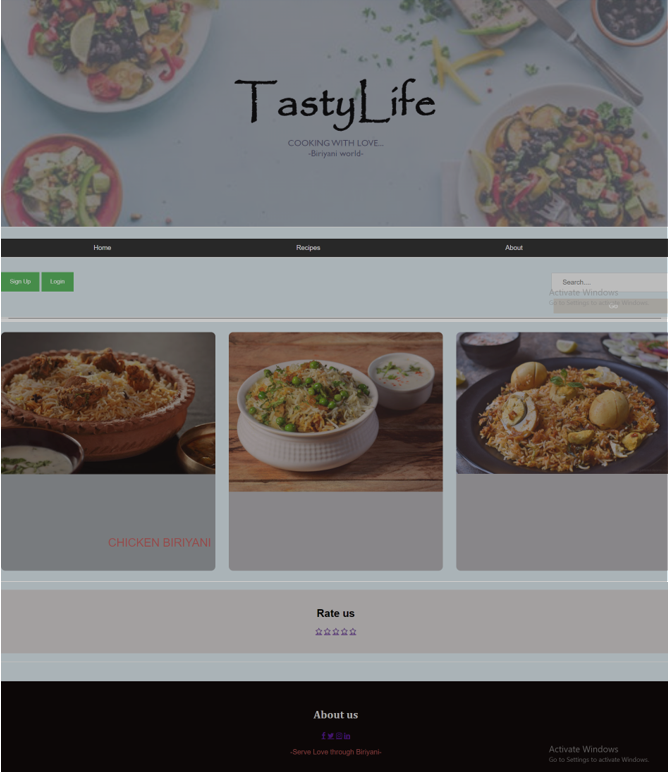 TastyLife
COOKING WITH LOVE...
-Biriyani world-
Home Recipes About
Sign Up Login Search....
Activate Windows
Go to Settings to activate Windows.
CHICKEN BIRIYANI
Rate us
About us
-Serve Love through Biriyani-
Activate Windows
Go to Settings to activate Windows.